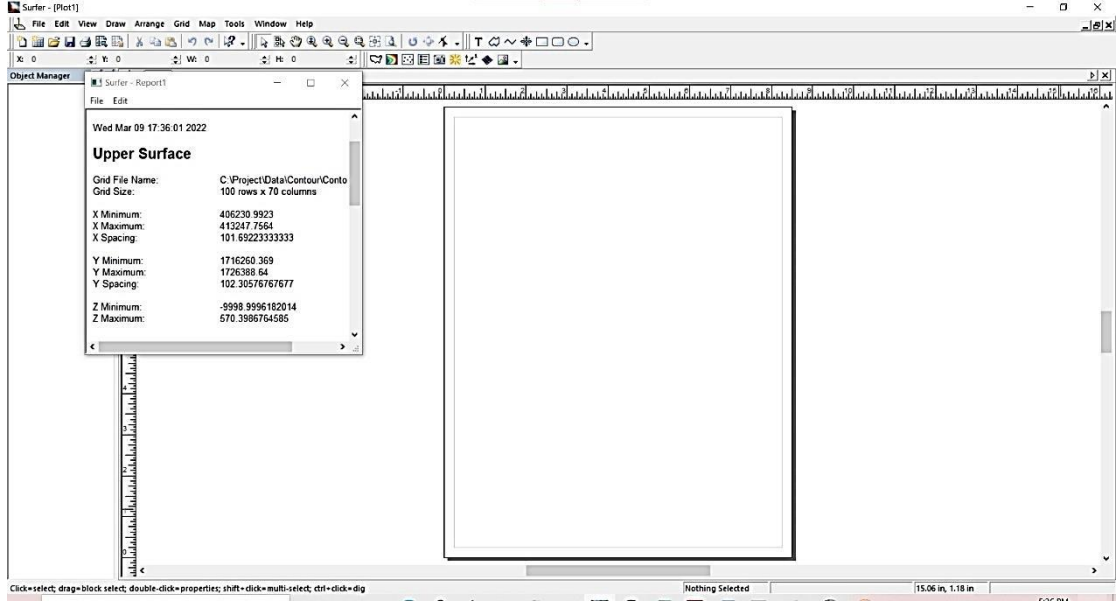 Surfer - [Plot1]
File Edit View Draw Arrange Grid Map Tools Window Help
X: 0 Y: 0 W: 0 H: 0
Object Manager
Surfer - Report1
File Edit
Wed Mar 09 17:36:01 2022
Upper Surface
Grid File Name: C:\Project\Data\Contour\Conto
Grid Size: 100 rows x 70 columns
X Minimum: 406230.9923
X Maximum: 413247.7564
X Spacing: 101.69223333333
Y Minimum: 1716260.369
Y Maximum: 1726388.64
Y Spacing: 102.30576767677
Z Minimum: -9998.9996182014
Z Maximum: 570.3986764585
Click=select; drag=block select; double-click=properties; shift+click=multi-select; ctrl+click=dig
Nothing Selected
15.06 in, 1.18 in